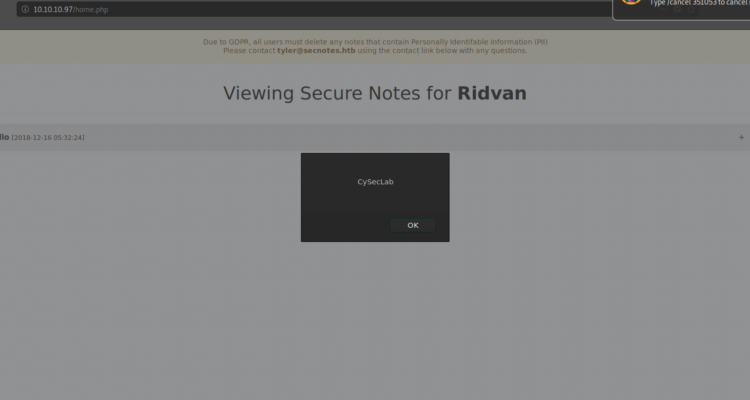 10.10.10.97/home.php
Type /cancel 351053 to cancel
Due to GDPR, all users must delete any notes that contain Personally Identifable Information (PII)
Please contact tyler@secnotes.htb using the contact link below with any questions.
Viewing Secure Notes for Ridvan
llo [2018-12-16 05:32:24]
+
CySecLab
OK